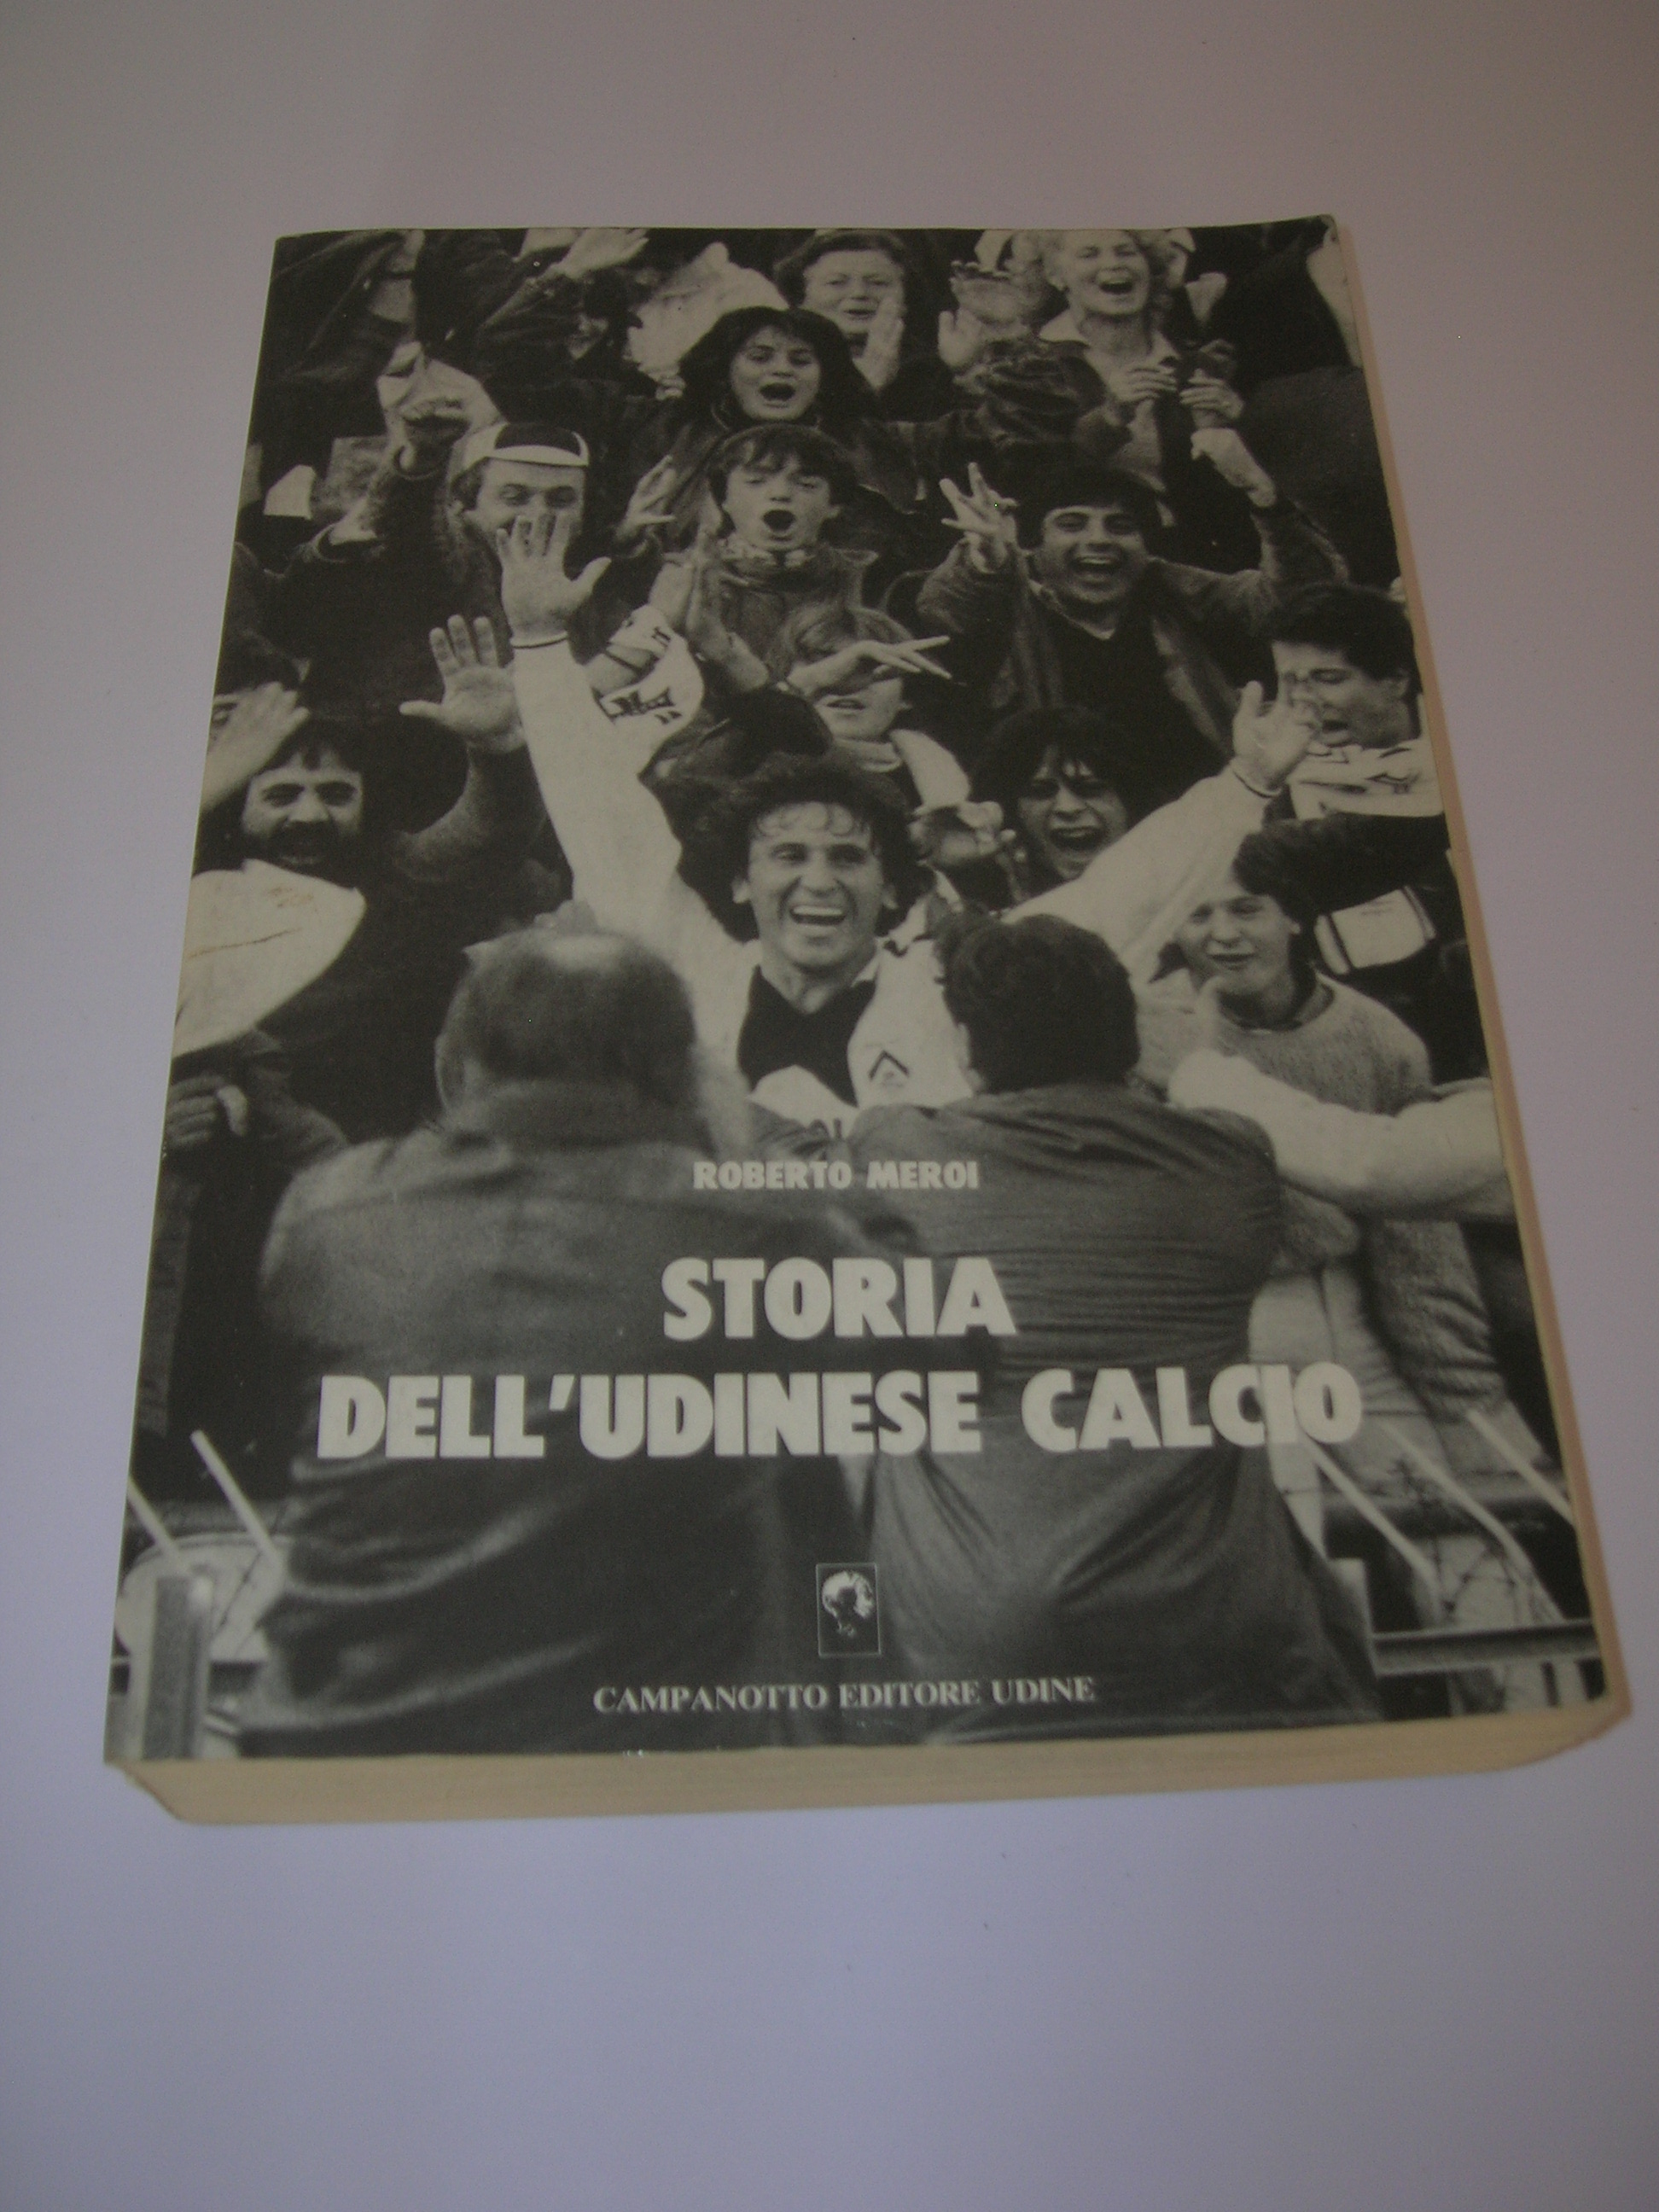 ROBERTO MEROI
STORIA
DELL'UDINESE CALCIO
CAMPANOTTO EDITORE UDINE